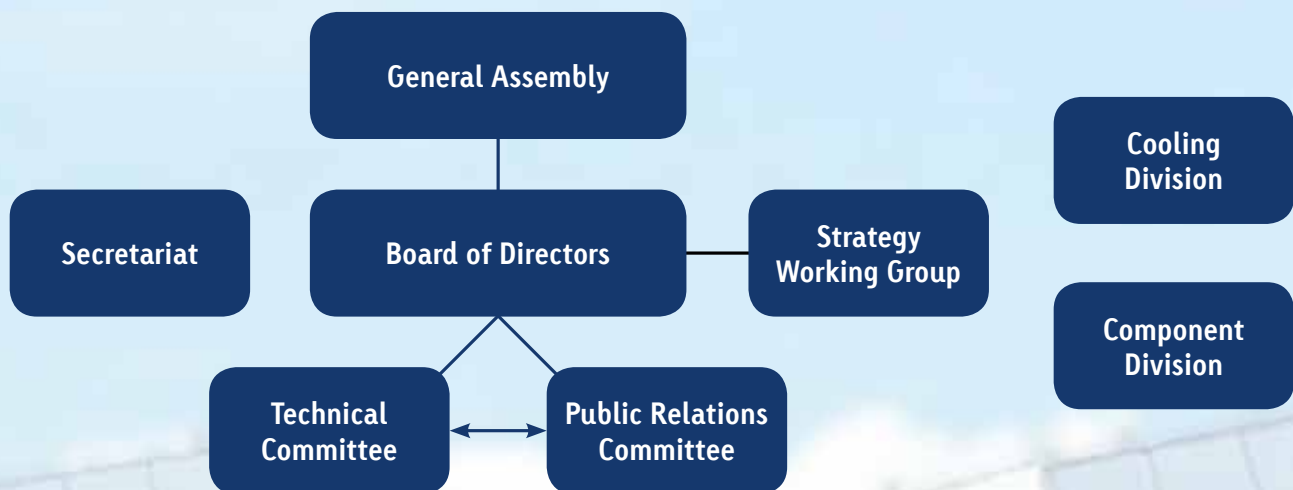 General Assembly
Cooling
Division
Secretariat
Board of Directors
Strategy
Working Group
Component
Division
Technical
Committee
Public Relations
Committee